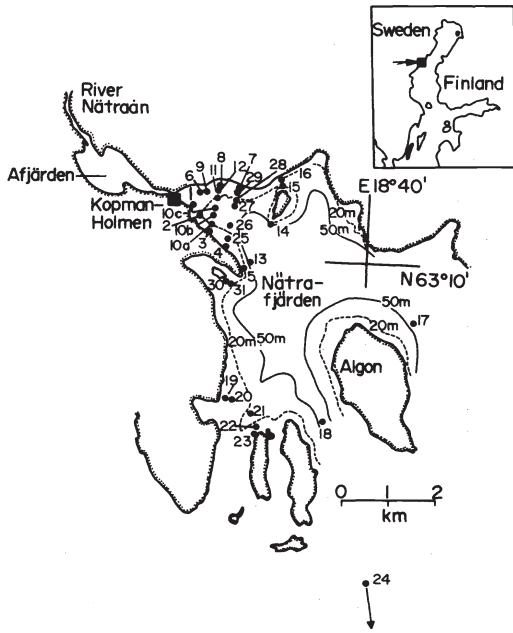 Sweden
Finland
River
Nätraån
Afjärden
Kopman-
Holmen
E18°40'
N63°10'
Nätra-
fjärden
Algon
20m
50m
50m
20m
20m
50m
1
2
3
4
5
6
7
8
9
10a
10b
10c
11
12
13
14
15
16
17
18
19
20
21
22
23
24
25
26
27
28
29
30
31
0 1 2
km